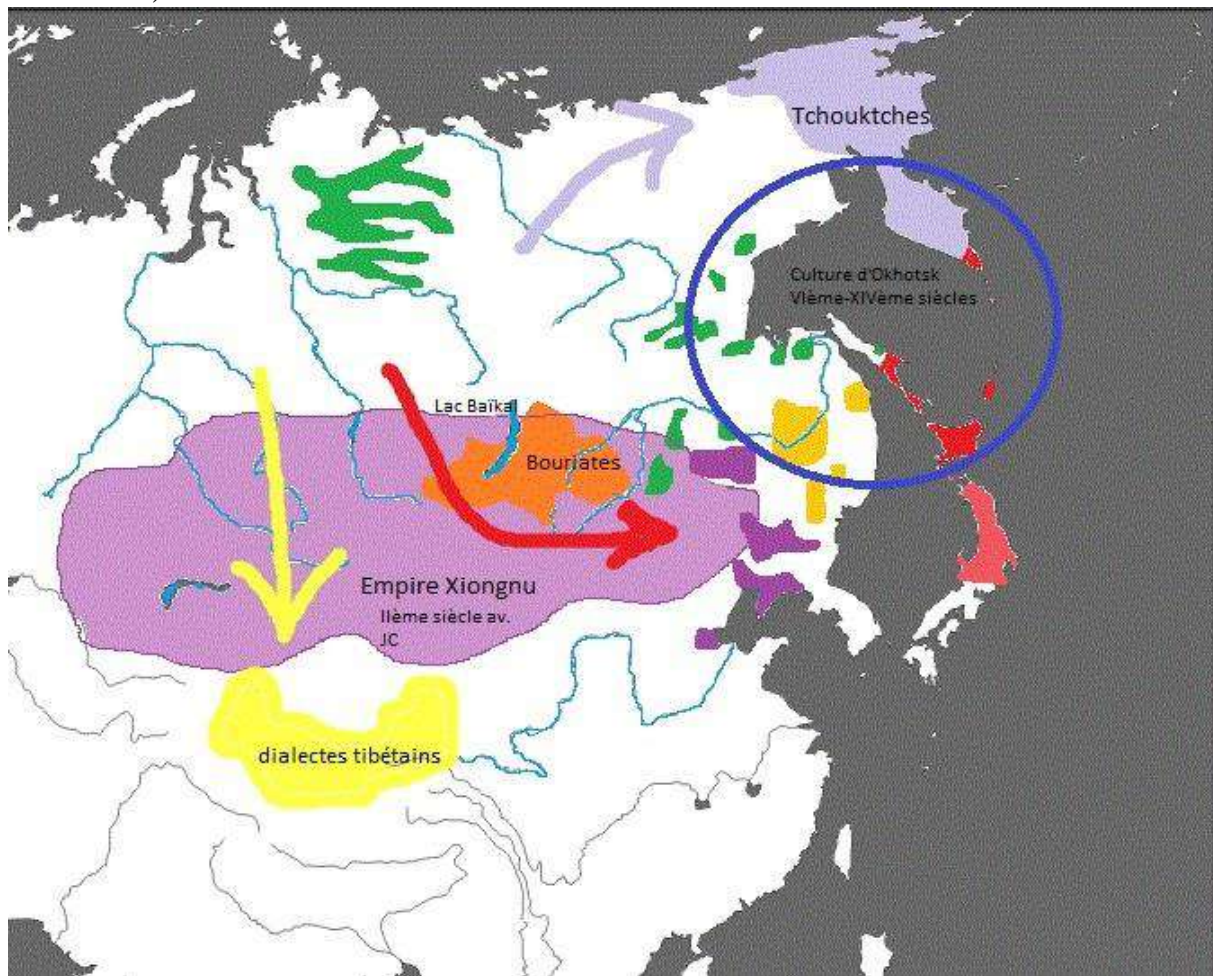 Tchouktches
Culture d'Okhotsk
VIème-XIVème siècles
Lac Baïkal
Bouriates
Empire Xiongnu
IIème siècle av.
JC
dialectes tibétains